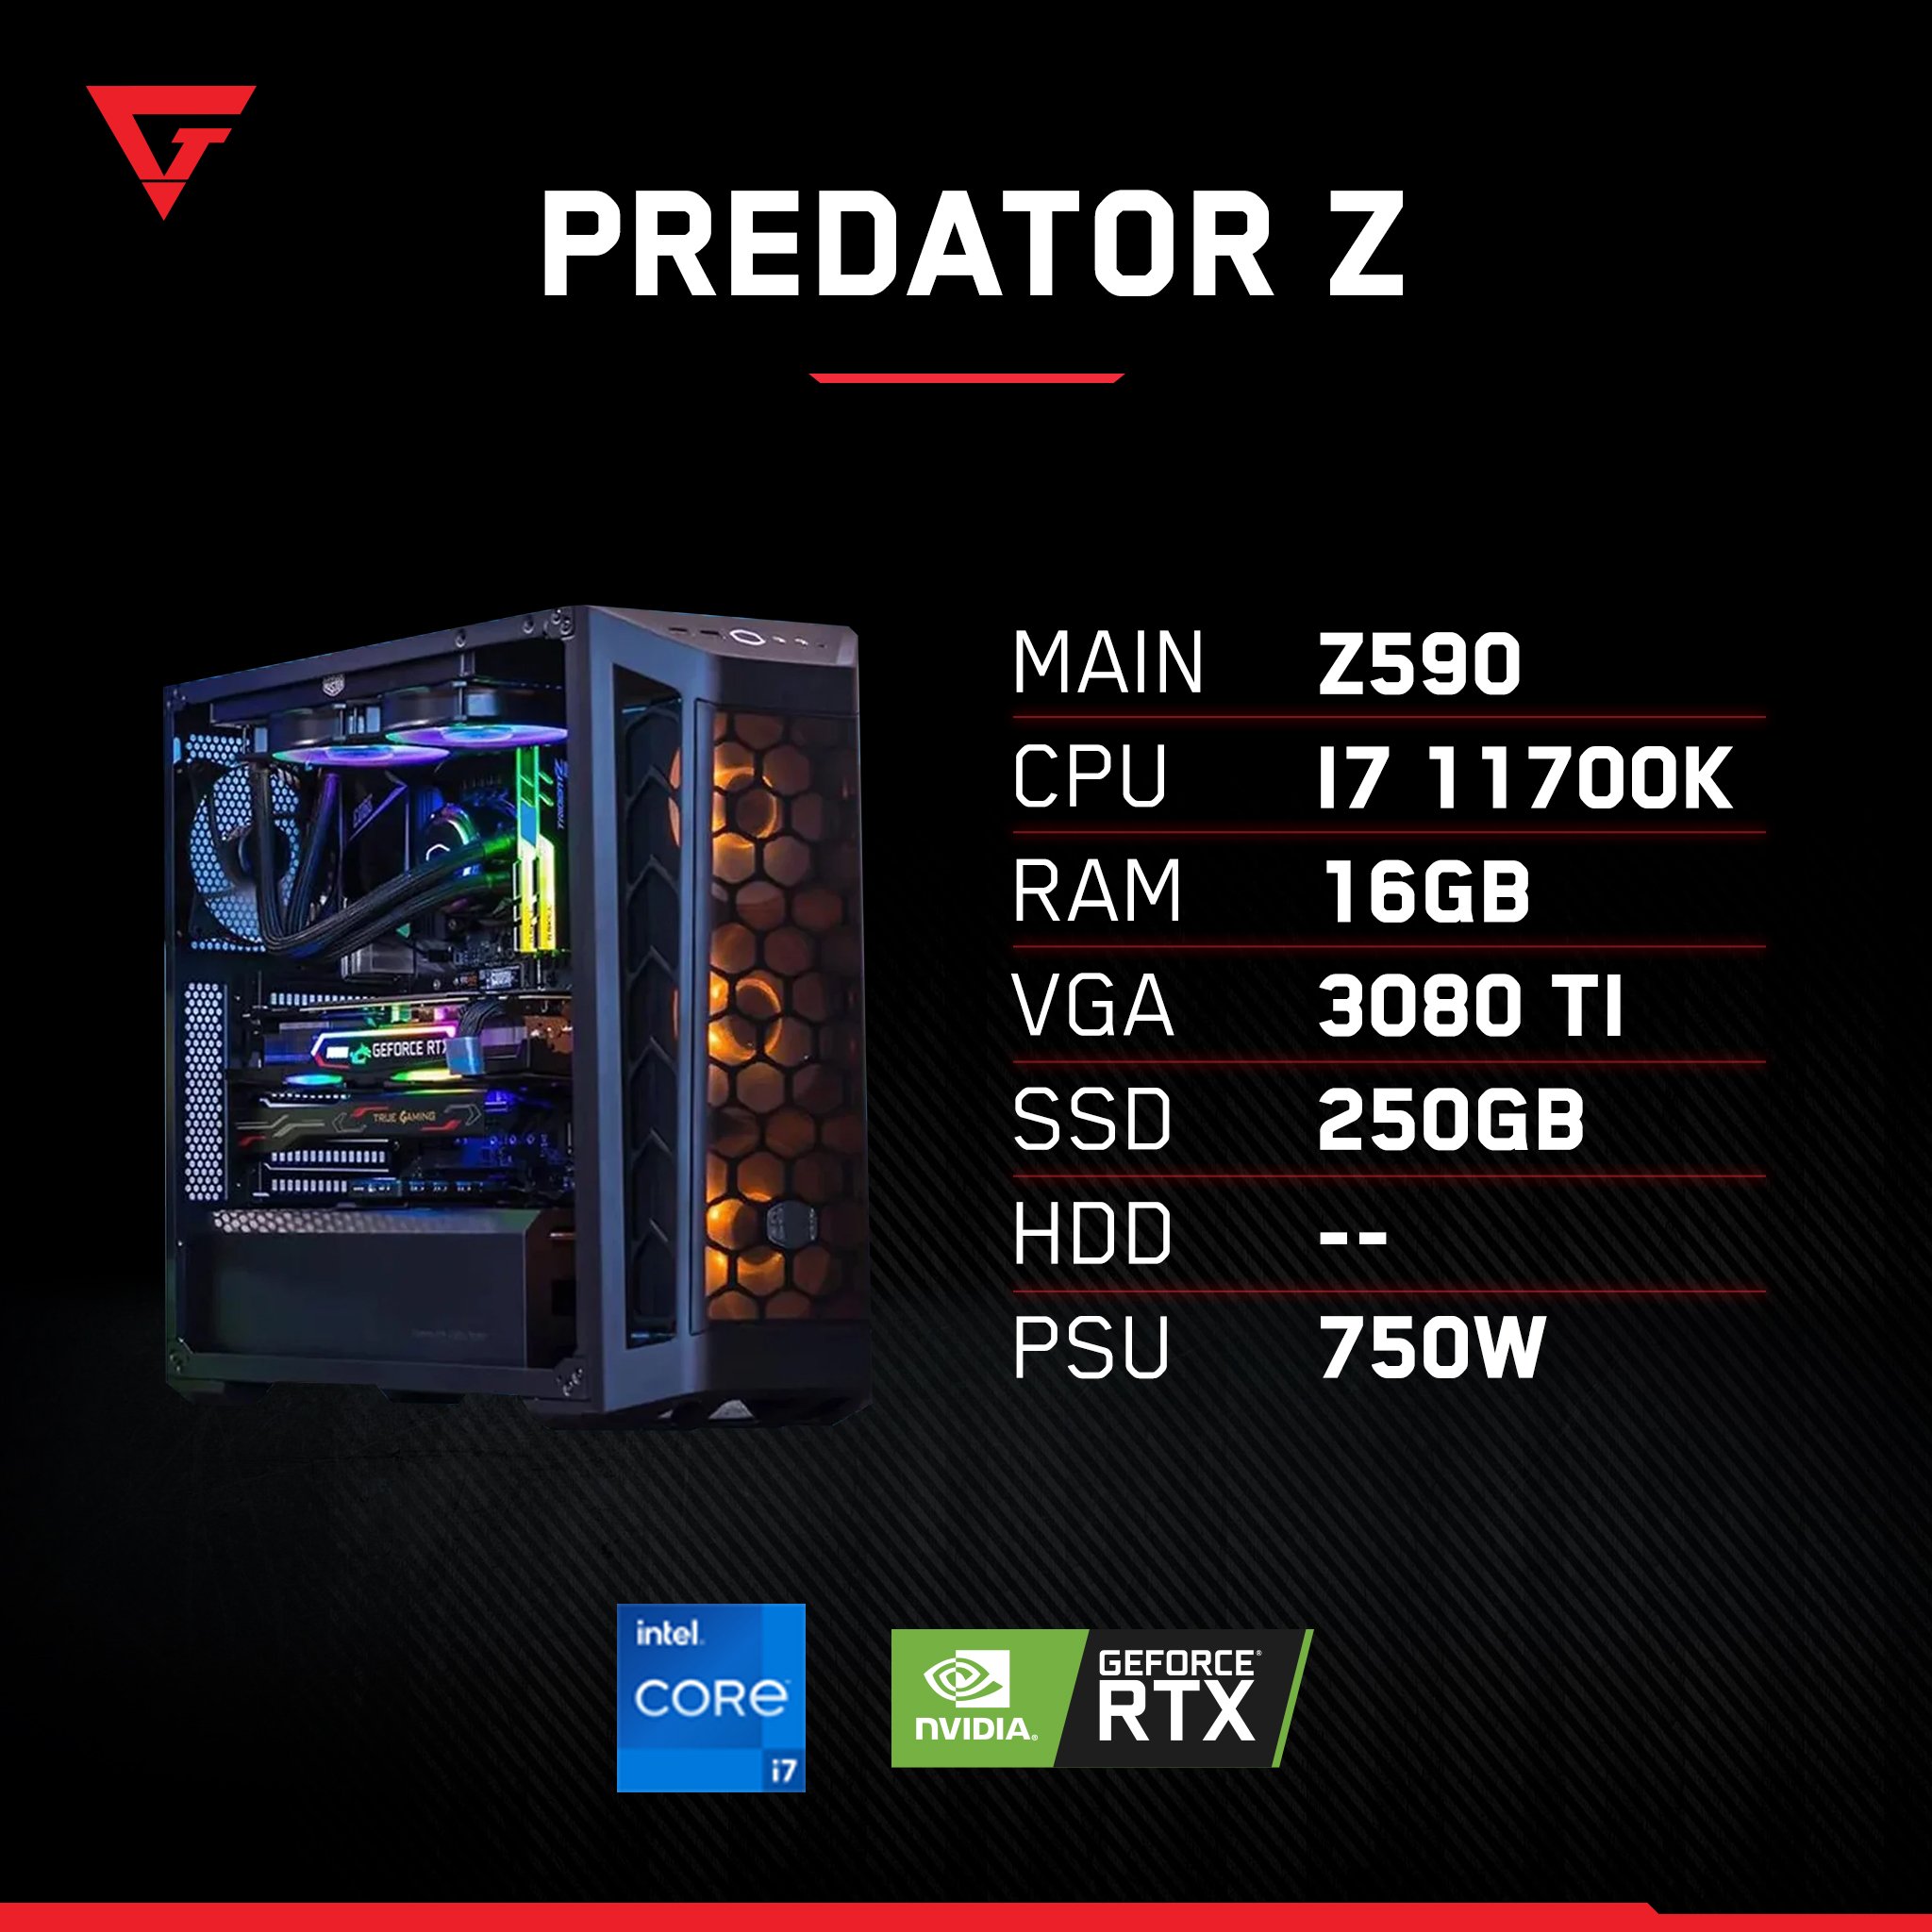 PREDATOR Z
MAIN Z590
CPU I7 11700K
RAM 16GB
VGA 3080 TI
SSD 250GB
HDD --
PSU 750W
GEFORCE RTX
TRUE GAMING
intel.
CORE
i7
NVIDIA.®
GEFORCE®
RTX